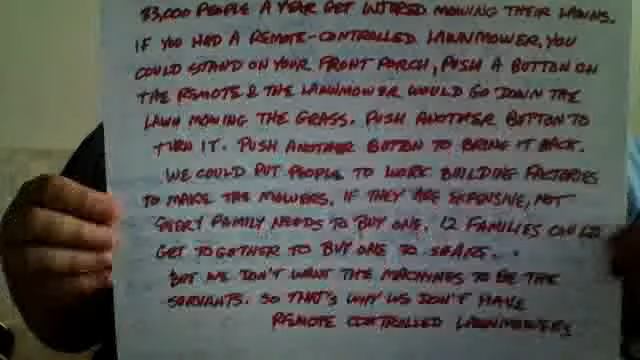 83,000 PEOPLE A YEAR GET INJURED MOWING THEIR LAWNS.
IF YOU HAD A REMOTE-CONTROLLED LAWNMOWER, YOU
COULD STAND ON YOUR FRONT PORCH, PUSH A BUTTON ON
THE REMOTE & THE LAWNMOWER WOULD GO DOWN THE
LAWN MOWING THE GRASS. PUSH ANOTHER BUTTON TO
TURN IT. PUSH ANOTHER BUTTON TO BRING IT BACK.
WE COULD PUT PEOPLE TO WORK BUILDING FACTORIES
TO MAKE THE MOWERS. IF THEY ARE EXPENSIVE, NOT
EVERY FAMILY NEEDS TO BUY ONE. 12 FAMILIES COULD
GET TOGETHER TO BUY ONE TO SHARE.
BUT WE DON'T WANT THE MACHINES TO BE THE
SERVANTS. SO THAT'S WHY WE DON'T HAVE
REMOTE CONTROLLED LAWNMOWERS